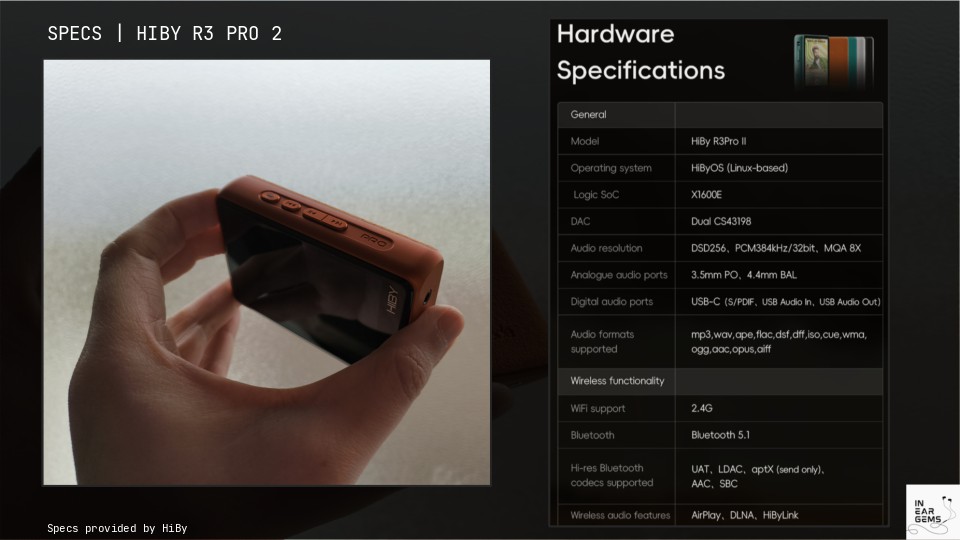 SPECS | HIBY R3 PRO 2
PRO
HiBY
Hardware
Specifications
General
Model HiBy R3Pro II
Operating system HiByOS (Linux-based)
Logic SoC X1600E
DAC Dual CS43198
Audio resolution DSD256、PCM384kHz/32bit、MQA 8X
Analogue audio ports 3.5mm PO、4.4mm BAL
Digital audio ports USB-C (S/PDIF、USB Audio In、USB Audio Out)
Audio formats
supported
mp3,wav,ape,flac,dsf,dff,iso,cue,wma,
ogg,aac,opus,aiff
Wireless functionality
WiFi support 2.4G
Bluetooth Bluetooth 5.1
Hi-res Bluetooth
codecs supported
UAT、LDAC、aptX (send only)、
AAC、SBC
Wireless audio features AirPlay、DLNA、HiByLink
Specs provided by HiBy
IN
EAR
GEMS